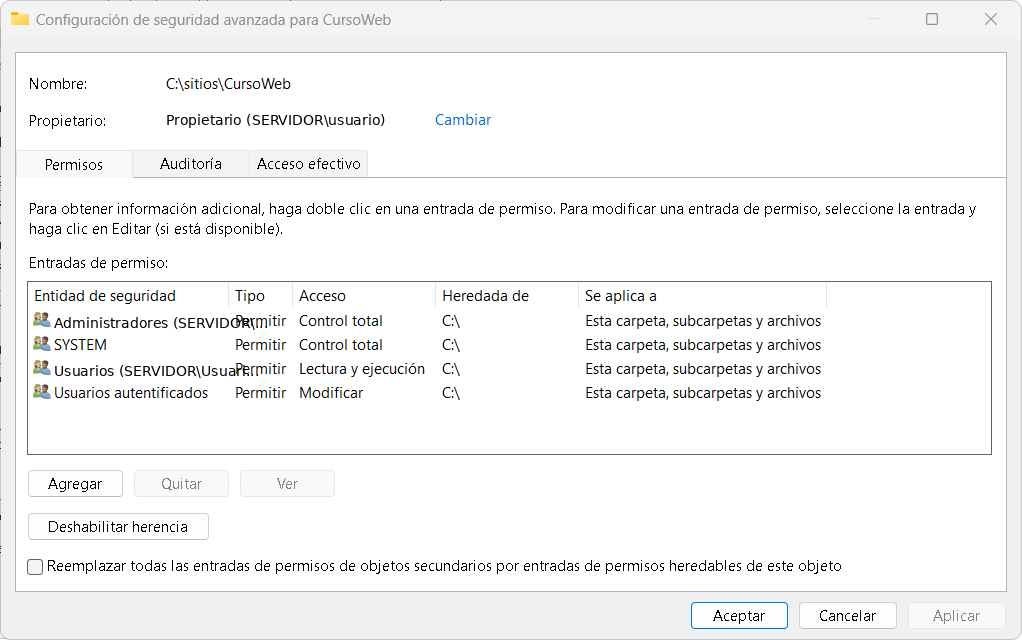 Configuración de seguridad avanzada para CursoWeb
Nombre: C:\sitios\CursoWeb
Propietario: Propietario (SERVIDOR\usuario) Cambiar
Permisos Auditoría Acceso efectivo
Para obtener información adicional, haga doble clic en una entrada de permiso. Para modificar una entrada de permiso, seleccione la entrada y
haga clic en Editar (si está disponible).
Entradas de permiso:
Entidad de seguridad Tipo Acceso Heredada de Se aplica a
Administradores (SERVIDOR\... Permitir Control total C:\ Esta carpeta, subcarpetas y archivos
SYSTEM Permitir Control total C:\ Esta carpeta, subcarpetas y archivos
Usuarios (SERVIDOR\Usuari... Permitir Lectura y ejecución C:\ Esta carpeta, subcarpetas y archivos
Usuarios autentificados Permitir Modificar C:\ Esta carpeta, subcarpetas y archivos
Agregar Quitar Ver
Deshabilitar herencia
Reemplazar todas las entradas de permisos de objetos secundarios por entradas de permisos heredables de este objeto
Aceptar Cancelar Aplicar